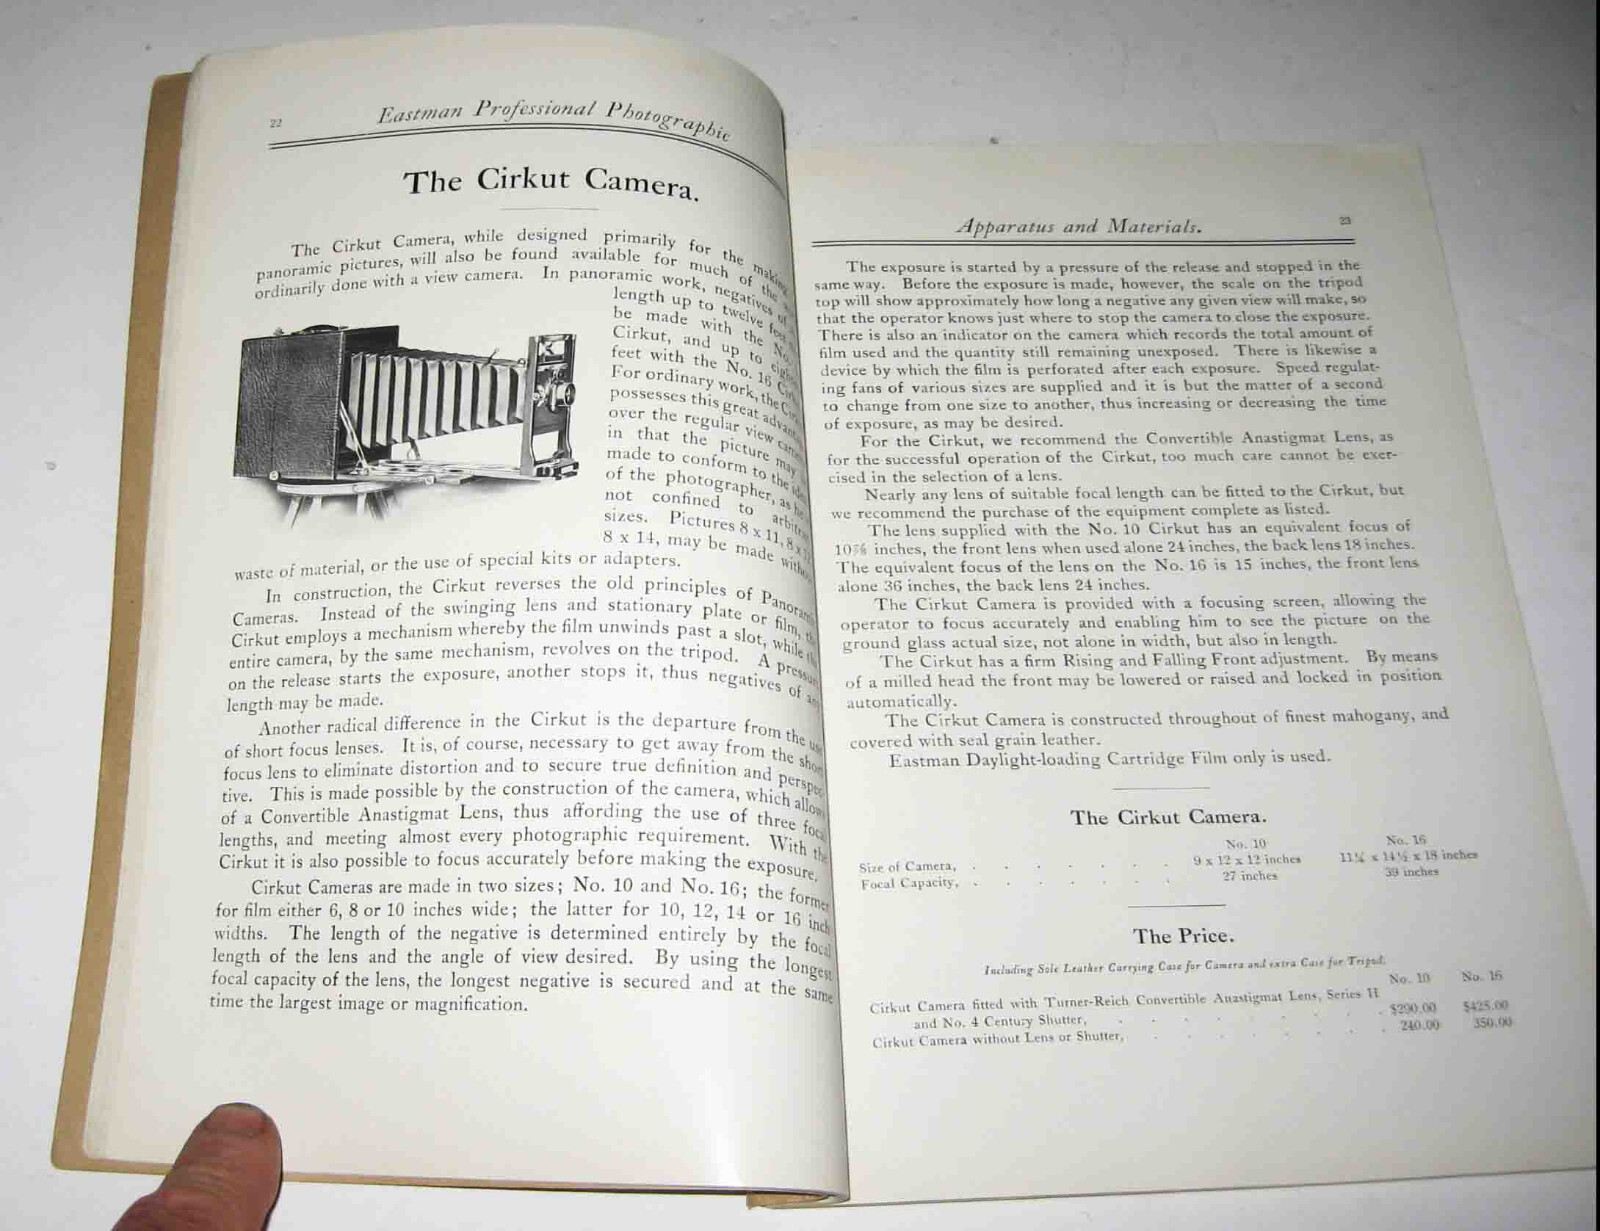 22
Eastman Professional Photographic
The Cirkut Camera.
The Cirkut Camera, while designed primarily for the making
panoramic pictures, will also be found available for much of the
ordinarily done with a view camera. In panoramic work, negatives of
length up to twelve feet
be made with the No.
Cirkut, and up to
feet with the No. 16
For ordinary work, the
possesses this great
over the regular view
in that the picture may
made to conform to the
of the photographer, as
not confined to
sizes. Pictures 8 x 11, 8 x
8 x 14, may be made
waste of material, or the use of special kits or adapters.
In construction, the Cirkut reverses the old principles of
Cameras. Instead of the swinging lens and stationary plate or film,
Cirkut employs a mechanism whereby the film unwinds past a slot, while
entire camera, by the same mechanism, revolves on the tripod. A
on the release starts the exposure, another stops it, thus negatives of
length may be made.
Another radical difference in the Cirkut is the departure from the
of short focus lenses. It is, of course, necessary to get away from the short
focus lens to eliminate distortion and to secure true definition and
tive. This is made possible by the construction of the camera, which
of a Convertible Anastigmat Lens, thus affording the use of three
lengths, and meeting almost every photographic requirement. With
Cirkut it is also possible to focus accurately before making the exposure.
Cirkut Cameras are made in two sizes; No. 10 and No. 16; the former
for film either 6, 8 or 10 inches wide; the latter for 10, 12, 14 or 16 inch
widths. The length of the negative is determined entirely by the focal
length of the lens and the angle of view desired. By using the longest
focal capacity of the lens, the longest negative is secured and at the same
time the largest image or magnification.
Apparatus and Materials.
23
The exposure is started by a pressure of the release and stopped in the
same way. Before the exposure is made, however, the scale on the tripod
top will show approximately how long a negative any given view will make, so
that the operator knows just where to stop the camera to close the exposure.
There is also an indicator on the camera which records the total amount of
film used and the quantity still remaining unexposed. There is likewise a
device by which the film is perforated after each exposure. Speed regulat-
ing fans of various sizes are supplied and it is but the matter of a second
to change from one size to another, thus increasing or decreasing the time
of exposure, as may be desired.
For the Cirkut, we recommend the Convertible Anastigmat Lens, as
for the successful operation of the Cirkut, too much care cannot be exer-
cised in the selection of a lens.
Nearly any lens of suitable focal length can be fitted to the Cirkut, but
we recommend the purchase of the equipment complete as listed.
The lens supplied with the No. 10 Cirkut has an equivalent focus of
inches, the front lens when used alone 24 inches, the back lens 18 inches.
The equivalent focus of the lens on the No. 16 is 15 inches, the front lens
alone 36 inches, the back lens 24 inches.
The Cirkut Camera is provided with a focusing screen, allowing the
operator to focus accurately and enabling him to see the picture on the
ground glass actual size, not alone in width, but also in length.
The Cirkut has a firm Rising and Falling Front adjustment. By means
of a milled head the front may be lowered or raised and locked in position
automatically.
The Cirkut Camera is constructed throughout of finest mahogany, and
covered with seal grain leather.
Eastman Daylight-loading Cartridge Film only is used.
The Cirkut Camera.
No. 10 No. 16
Size of Camera, . . . . . . . 9 x 12 x 12 inches x 14½ x 18 inches
Focal Capacity, . . . . . . . 27 inches 39 inches
The Price.
Including Sole Leather Carrying Case for Camera and extra Case for Tripod.
No. 10 No. 16
Cirkut Camera fitted with Turner-Reich Convertible Anastigmat Lens, Series II
and No. 4 Century Shutter, . . . . . . . $290.00 $425.00
Cirkut Camera without Lens or Shutter, . . . . . . 240.00 350.00